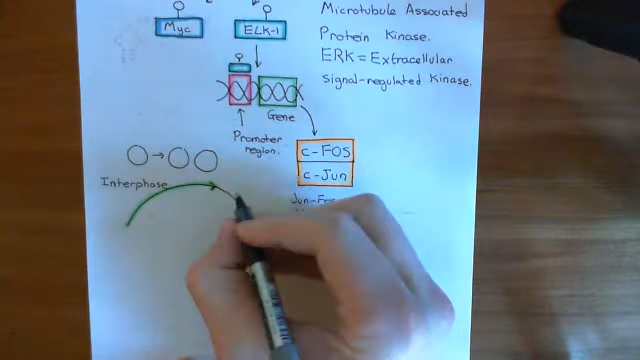 Microtubule Associated
Protein Kinase.
ERK = Extracellular
signal-regulated Kinase.
Myc
ELK-1
Gene
Promoter
region.
c-FOS
c-Jun
Interphase